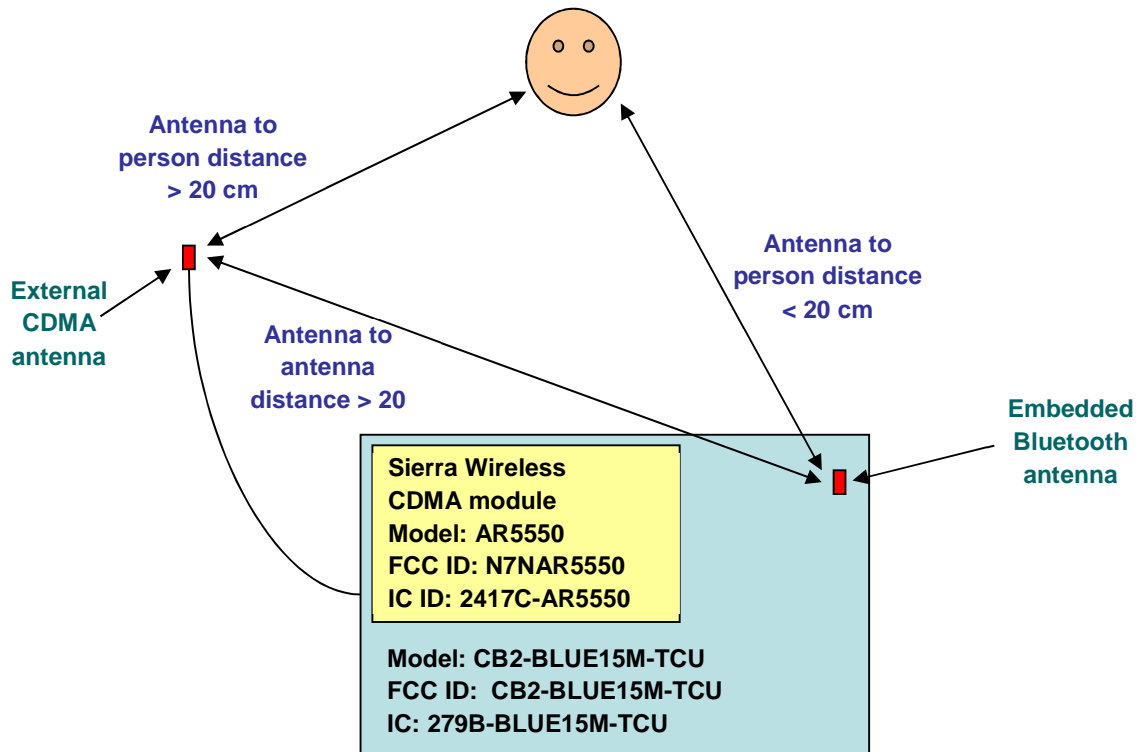 Antenna to
person distance
> 20 cm
Antenna to
person distance
< 20 cm
External
CDMA
antenna
Antenna to
antenna
distance > 20
Embedded
Bluetooth
antenna
Sierra Wireless
CDMA module
Model: AR5550
FCC ID: N7NAR5550
IC ID: 2417C-AR5550
Model: CB2-BLUE15M-TCU
FCC ID:  CB2-BLUE15M-TCU
IC: 279B-BLUE15M-TCU